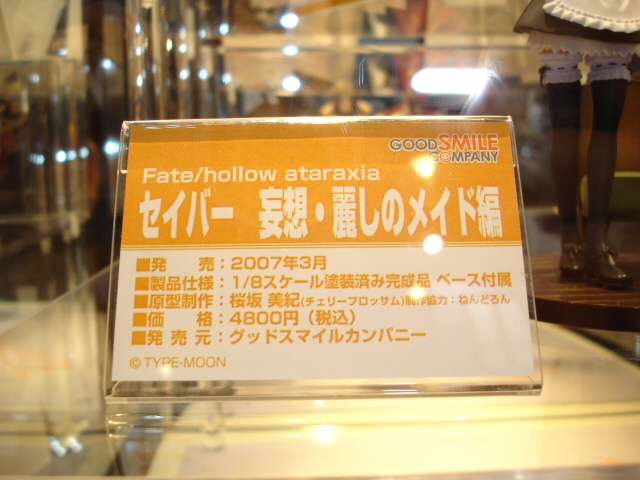 GOODSMILE
COMPANY
Fate/hollow ataraxia
セイバー 妄想・麗しのメイド編
■発 売：2007年3月
■製品仕様：1/8スケール塗装済み完成品 ベース付属
■原型制作：桜坂 美紀(チェリーブロッサム)制作協力：ねんどろん
■価 格：4800円（税込）
■発 売 元：グッドスマイルカンパニー
©TYPE-MOON